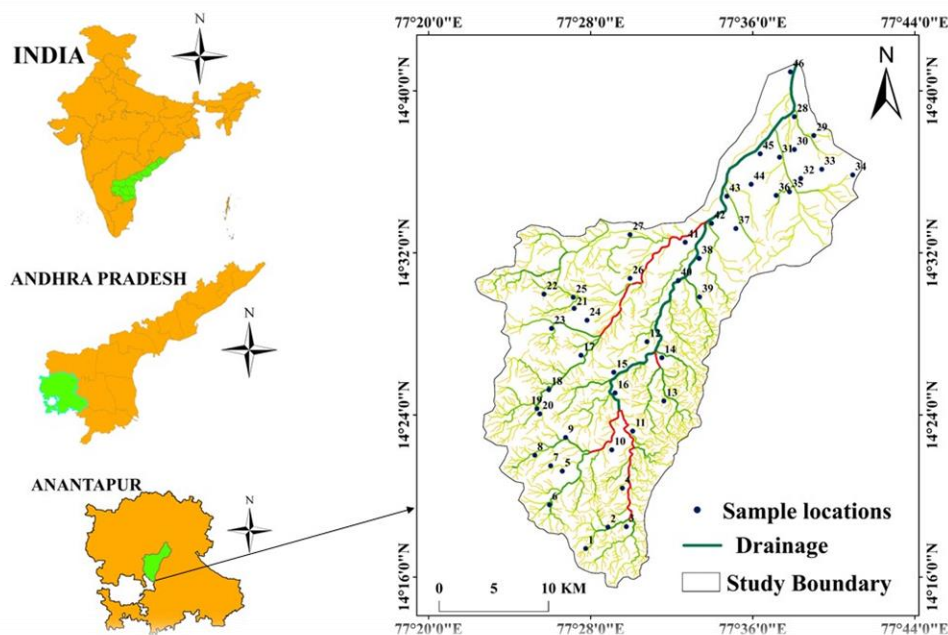 INDIA
N
ANDHRA PRADESH
N
ANANTAPUR
N
77°20'0"E 77°28'0"E 77°36'0"E 77°44'0"E
14°40'0"N
14°32'0"N
14°24'0"N
14°16'0"N
14°40'0"N
14°32'0"N
14°24'0"N
14°16'0"N
N
46
28
29
45
31
30
44
32
33
34
43
36
35
42
37
27
41
38
26
40
39
22
25
21
24
23
12
17
14
15
18
16
13
19
20
9
11
8
10
7
5
4
6
2
3
1
Sample locations
Drainage
Study Boundary
0 5 10 KM
77°20'0"E 77°28'0"E 77°36'0"E 77°44'0"E